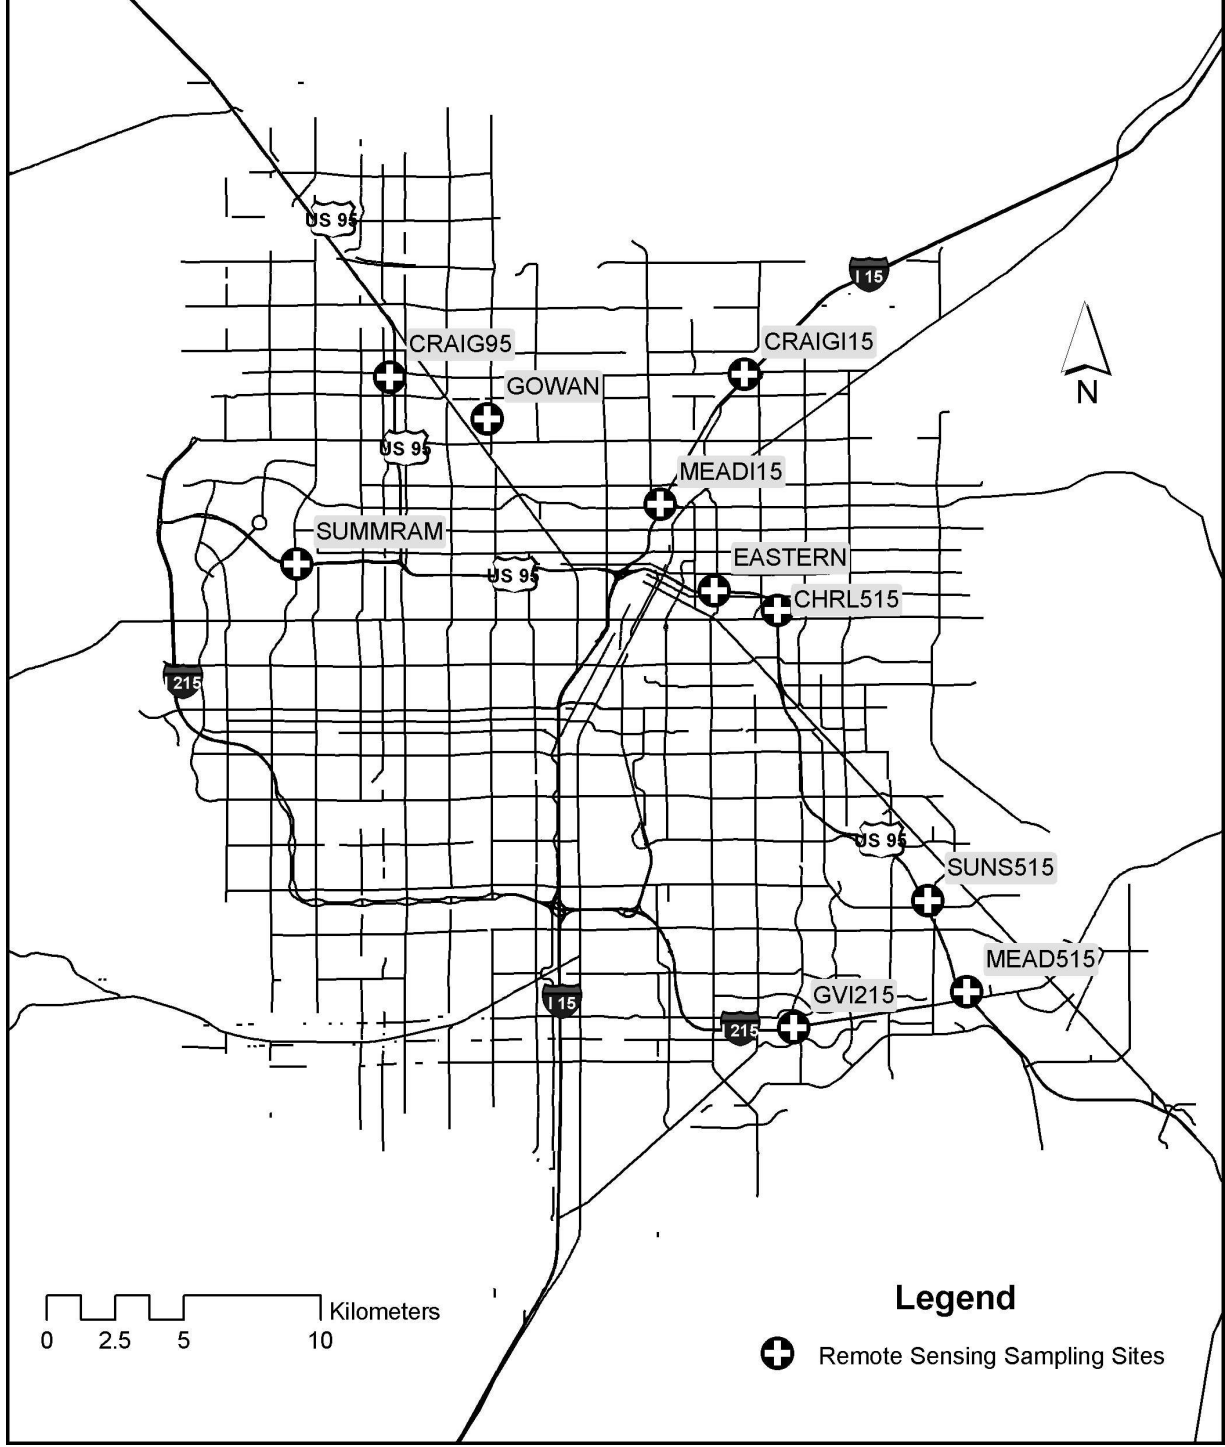 US 95
I 15
CRAIG95
CRAIGI15
GOWAN
N
US 95
MEADI15
SUMMRAM
EASTERN
US 95
CHRL515
I 215
US 95
SUNS515
MEAD515
GVI215
I 15
I 215
Legend
Kilometers
0 2.5 5 10
Remote Sensing Sampling Sites